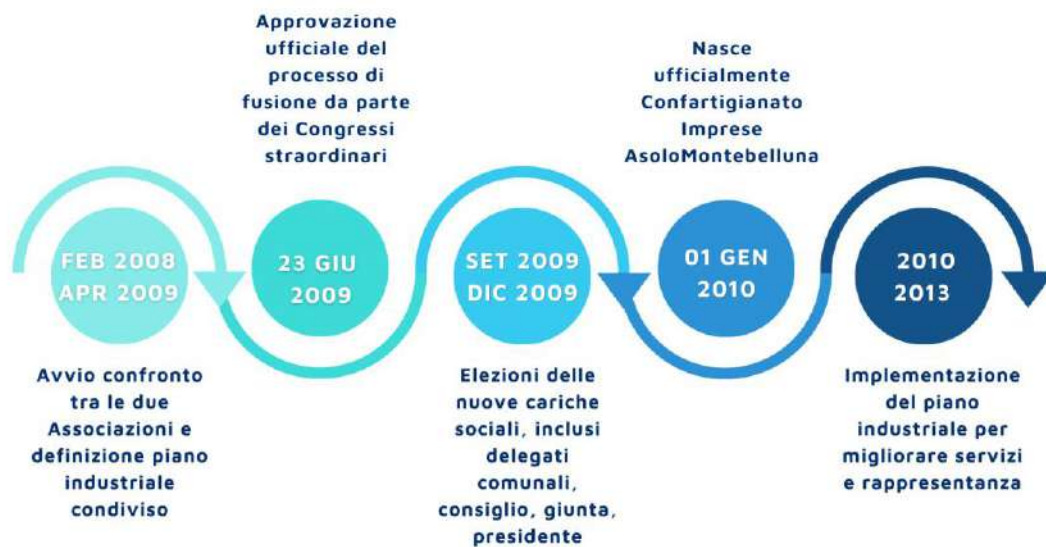 FEB 2008
APR 2009
Avvio confronto
tra le due
Associazioni e
definizione piano
industriale
condiviso
Approvazione
ufficiale del
processo di
fusione da parte
dei Congressi
straordinari
23 GIU
2009
SET 2009
DIC 2009
Elezioni delle
nuove cariche
sociali, inclusi
delegati
comunali,
consiglio, giunta,
presidente
Nasce
ufficialmente
Confartigianato
Imprese
AsoloMontebelluna
01 GEN
2010
2010
2013
Implementazione
del piano
industriale per
migliorare servizi
e rappresentanza